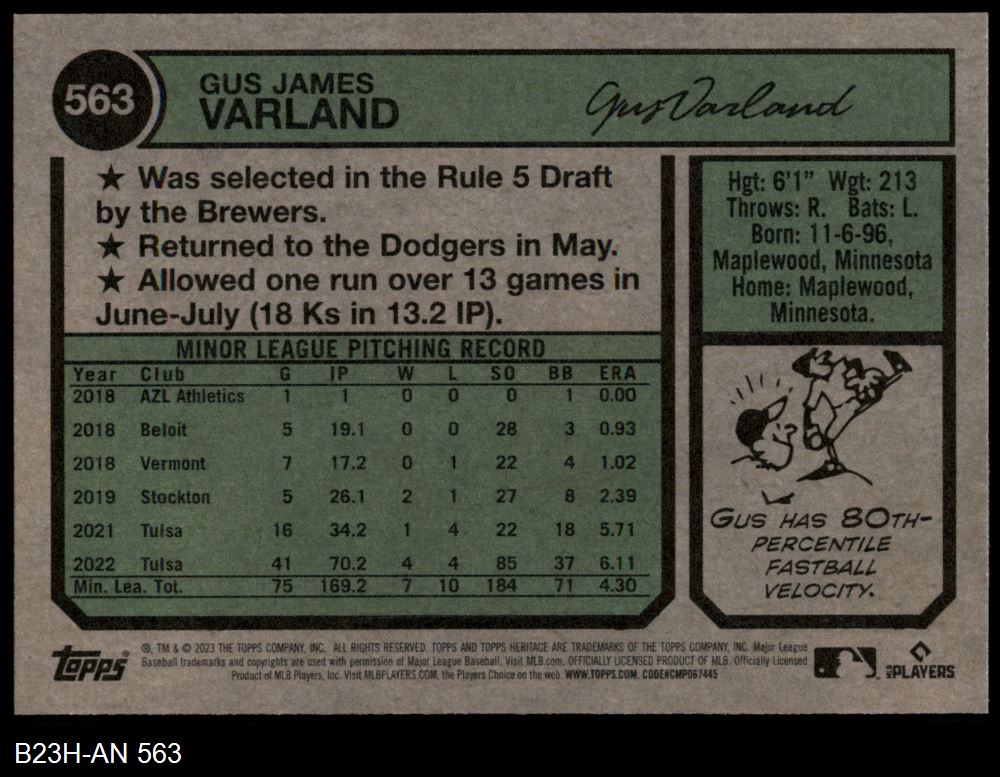 563
GUS JAMES
VARLAND
Gus Varland
★ Was selected in the Rule 5 Draft
by the Brewers.
★ Returned to the Dodgers in May.
★ Allowed one run over 13 games in
June-July (18 Ks in 13.2 IP).
Hgt: 6'1" Wgt: 213
Throws: R. Bats: L.
Born: 11-6-96,
Maplewood, Minnesota
Home: Maplewood,
Minnesota.
MINOR LEAGUE PITCHING RECORD
Year Club G IP W L SO BB ERA
2018 AZL Athletics 1 1 0 0 0 1 0.00
2018 Beloit 5 19.1 0 0 28 3 0.93
2018 Vermont 7 17.2 0 1 22 4 1.02
2019 Stockton 5 26.1 2 1 27 8 2.39
2021 Tulsa 16 34.2 1 4 22 18 5.71
2022 Tulsa 41 70.2 4 4 85 37 6.11
Min. Lea. Tot. 75 169.2 7 10 184 71 4.30
GUS HAS 80TH-
PERCENTILE
FASTBALL
VELOCITY.
Topps
®, TM & © 2023 THE TOPPS COMPANY, INC. ALL RIGHTS RESERVED. TOPPS AND TOPPS HERITAGE ARE TRADEMARKS OF THE TOPPS COMPANY, INC. Major League
Baseball trademarks and copyrights are used with permission of Major League Baseball. Visit MLB.com. OFFICIALLY LICENSED PRODUCT OF MLB. Officially Licensed
Product of MLB Players, Inc. Visit MLBPLAYERS.COM, the Players Choice on the web. WWW.TOPPS.COM. CODE#CMP067445
MLB PLAYERS
B23H-AN 563